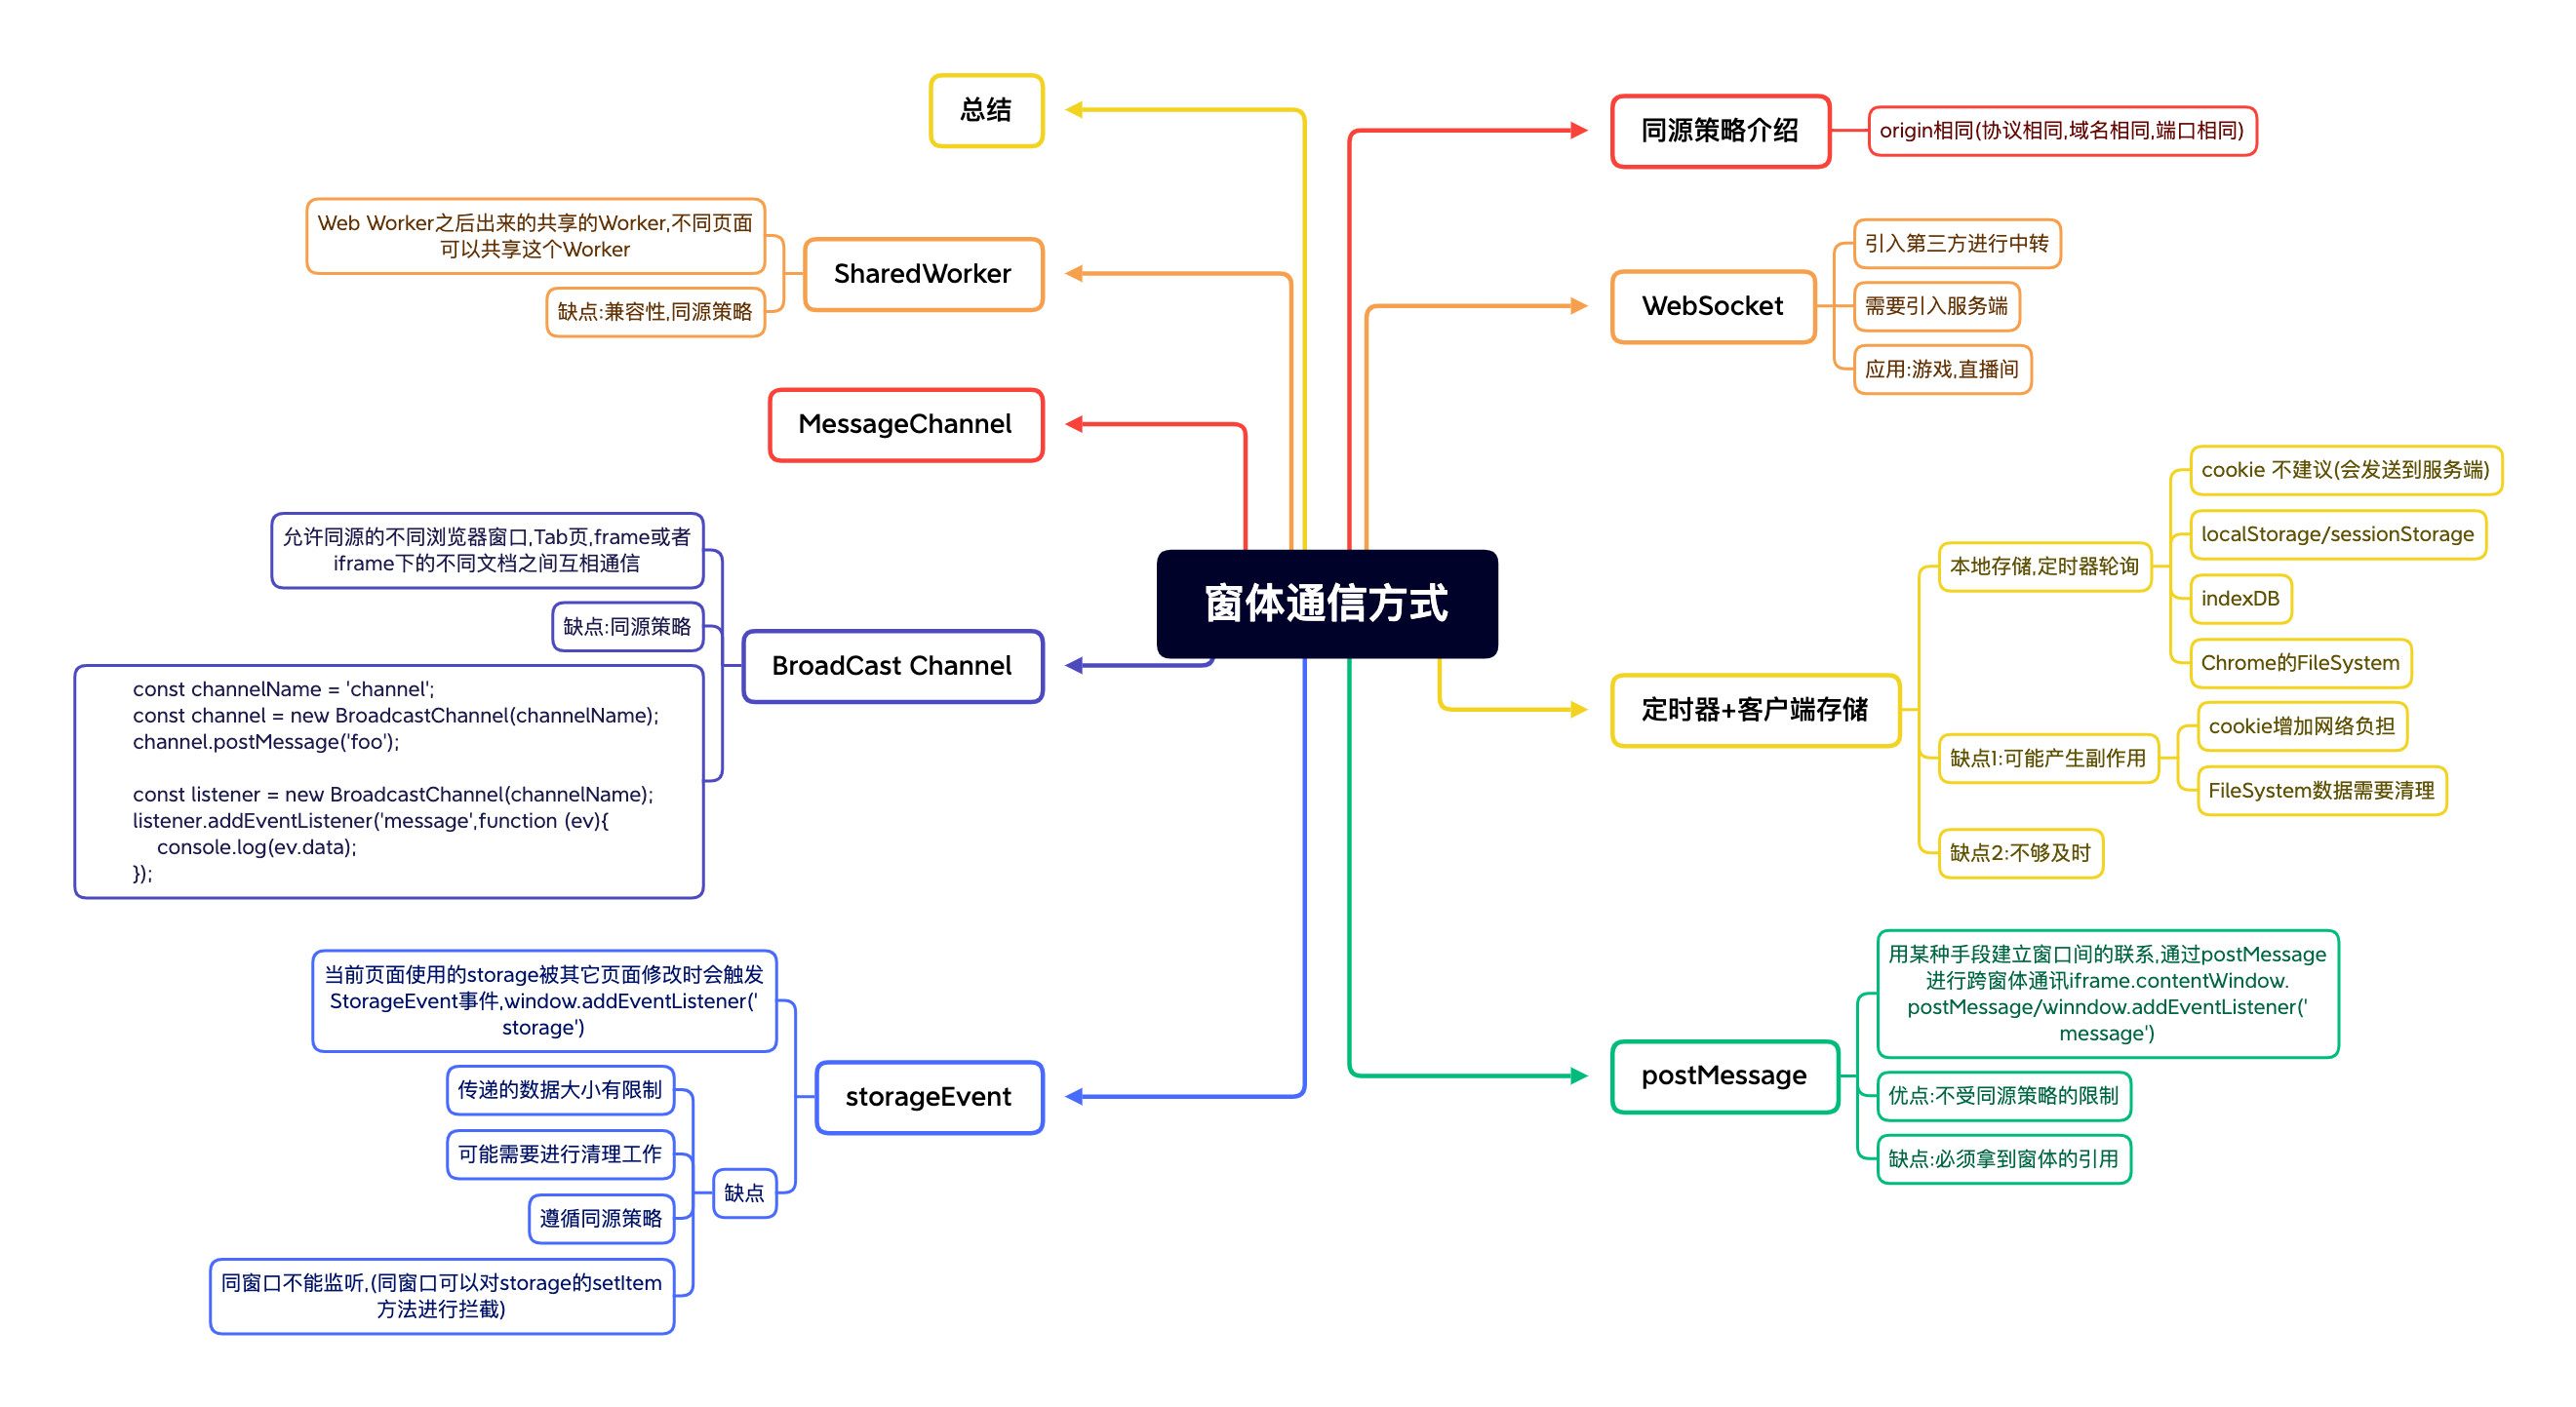 窗体通信方式
同源策略介绍
origin相同(协议相同,域名相同,端口相同)
WebSocket
引入第三方进行中转
需要引入服务端
应用:游戏,直播间
定时器+客户端存储
本地存储,定时器轮询
cookie 不建议(会发送到服务端)
localStorage/sessionStorage
indexDB
Chrome的FileSystem
缺点1:可能产生副作用
cookie增加网络负担
FileSystem数据需要清理
缺点2:不够及时
postMessage
用某种手段建立窗口间的联系,通过postMessage
进行跨窗体通讯iframe.contentWindow.
postMessage/winndow.addEventListener('
message')
优点:不受同源策略的限制
缺点:必须拿到窗体的引用
总结
SharedWorker
Web Worker之后出来的共享的Worker,不同页面
可以共享这个Worker
缺点:兼容性,同源策略
MessageChannel
BroadCast Channel
允许同源的不同浏览器窗口,Tab页,frame或者
iframe下的不同文档之间互相通信
缺点:同源策略
const channelName = 'channel';
const channel = new BroadcastChannel(channelName);
channel.postMessage('foo');
const listener = new BroadcastChannel(channelName);
listener.addEventListener('message',function (ev){
console.log(ev.data);
});
storageEvent
当前页面使用的storage被其它页面修改时会触发
StorageEvent事件,window.addEventListener('
storage')
缺点
传递的数据大小有限制
可能需要进行清理工作
遵循同源策略
同窗口不能监听,(同窗口可以对storage的setItem
方法进行拦截)